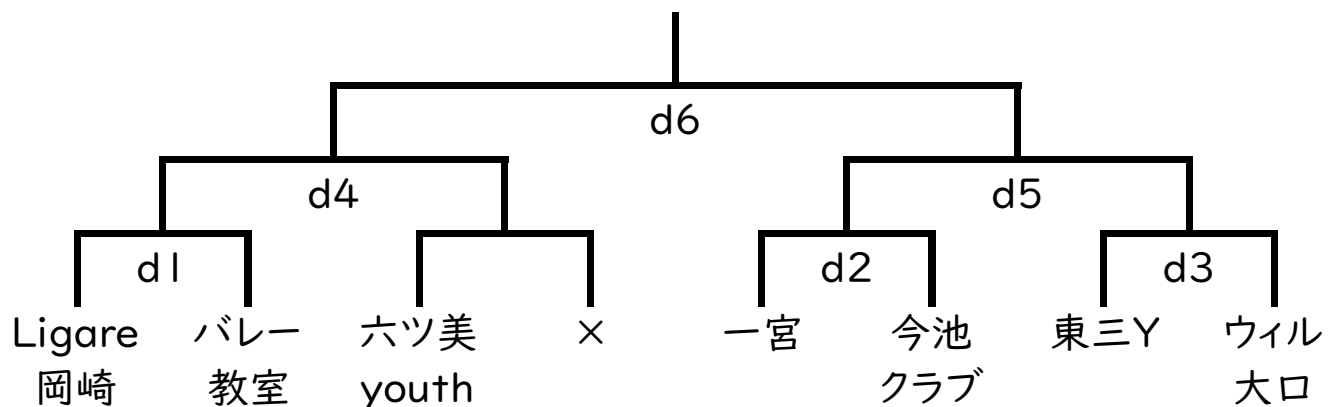 d6
d4
d5
d1
d2
d3
Ligare
岡崎
バレー
教室
六ツ美
youth
×
一宮
今池
クラブ
東三Y
ウィル
大口